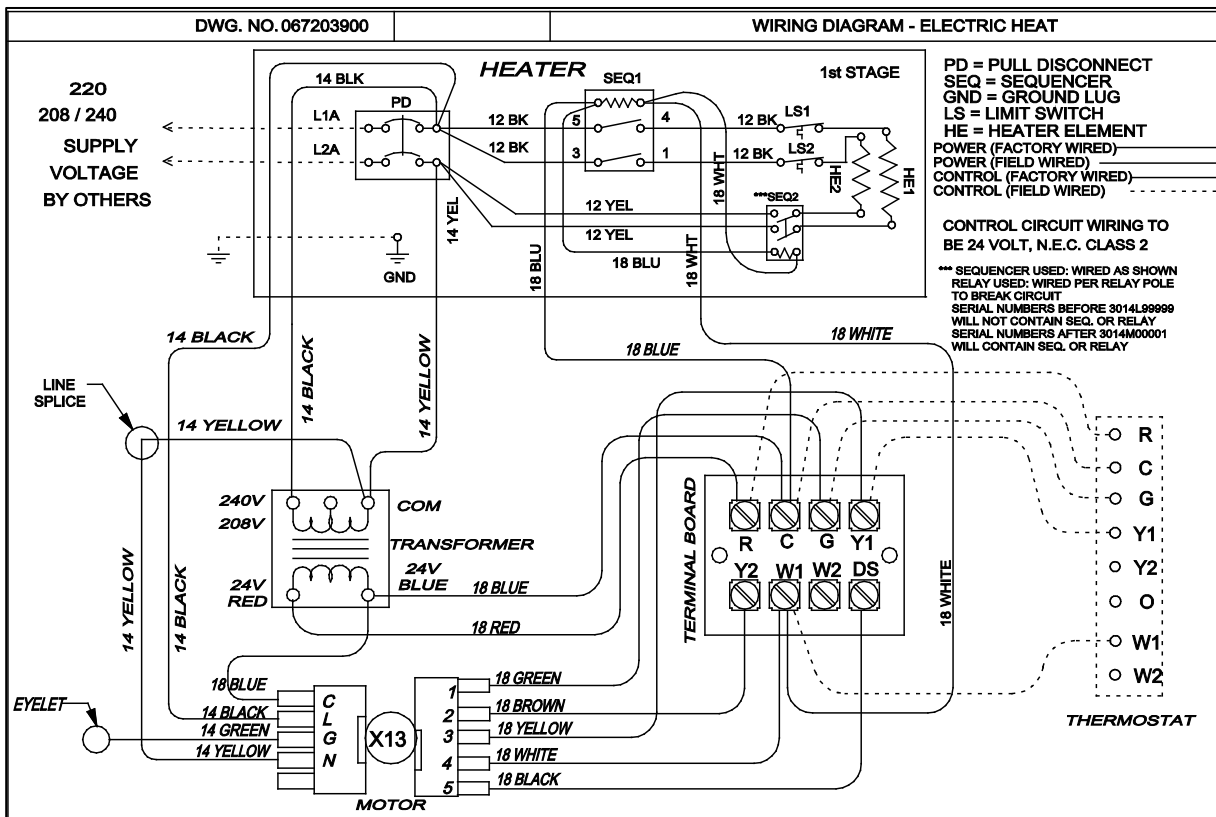 DWG. NO. 067203900
WIRING DIAGRAM - ELECTRIC HEAT
220
208 / 240
SUPPLY
VOLTAGE
BY OTHERS
HEATER
1st STAGE
14 BLK
PD
L1A
L2A
SEQ1
5
4
3
1
12 BK
12 BK
12 BK
12 BK
LS1
LS2
HE2
HE1
***SEQ2
18 WHT
12 YEL
12 YEL
14 YEL
18 BLU
18 BLU
18 WHT
GND
PD = PULL DISCONNECT
SEQ = SEQUENCER
GND = GROUND LUG
LS = LIMIT SWITCH
HE = HEATER ELEMENT
POWER (FACTORY WIRED)
POWER (FIELD WIRED)
CONTROL (FACTORY WIRED)
CONTROL (FIELD WIRED)
CONTROL CIRCUIT WIRING TO
BE 24 VOLT, N.E.C. CLASS 2
*** SEQUENCER USED: WIRED AS SHOWN
RELAY USED: WIRED PER RELAY POLE
TO BREAK CIRCUIT
SERIAL NUMBERS BEFORE 3014L99999
WILL NOT CONTAIN SEQ. OR RELAY
SERIAL NUMBERS AFTER 3014M00001
WILL CONTAIN SEQ. OR RELAY
14 BLACK
14 BLACK
14 YELLOW
18 BLUE
18 WHITE
LINE
SPLICE
14 YELLOW
240V
208V
COM
TRANSFORMER
24V
RED
24V
BLUE
18 BLUE
18 RED
14 YELLOW
14 BLACK
TERMINAL BOARD
R
C
G
Y1
Y2
W1
W2
DS
18 WHITE
R
C
G
Y1
Y2
O
W1
W2
THERMOSTAT
EYELET
18 BLUE
14 BLACK
14 GREEN
14 YELLOW
C
L
G
N
X13
MOTOR
1
2
3
4
5
18 GREEN
18 BROWN
18 YELLOW
18 WHITE
18 BLACK